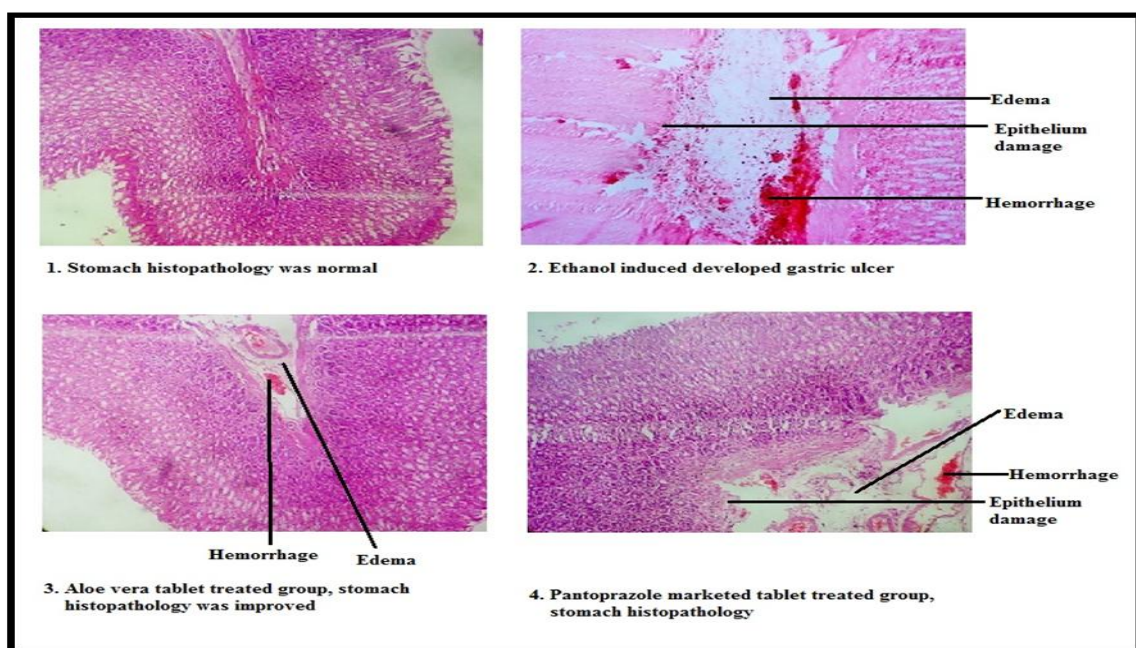 Edema
Epithelium
damage
Hemorrhage
1. Stomach histopathology was normal
2. Ethanol induced developed gastric ulcer
Hemorrhage
Edema
3. Aloe vera tablet treated group, stomach
histopathology was improved
Edema
Hemorrhage
Epithelium
damage
4. Pantoprazole marketed tablet treated group,
stomach histopathology